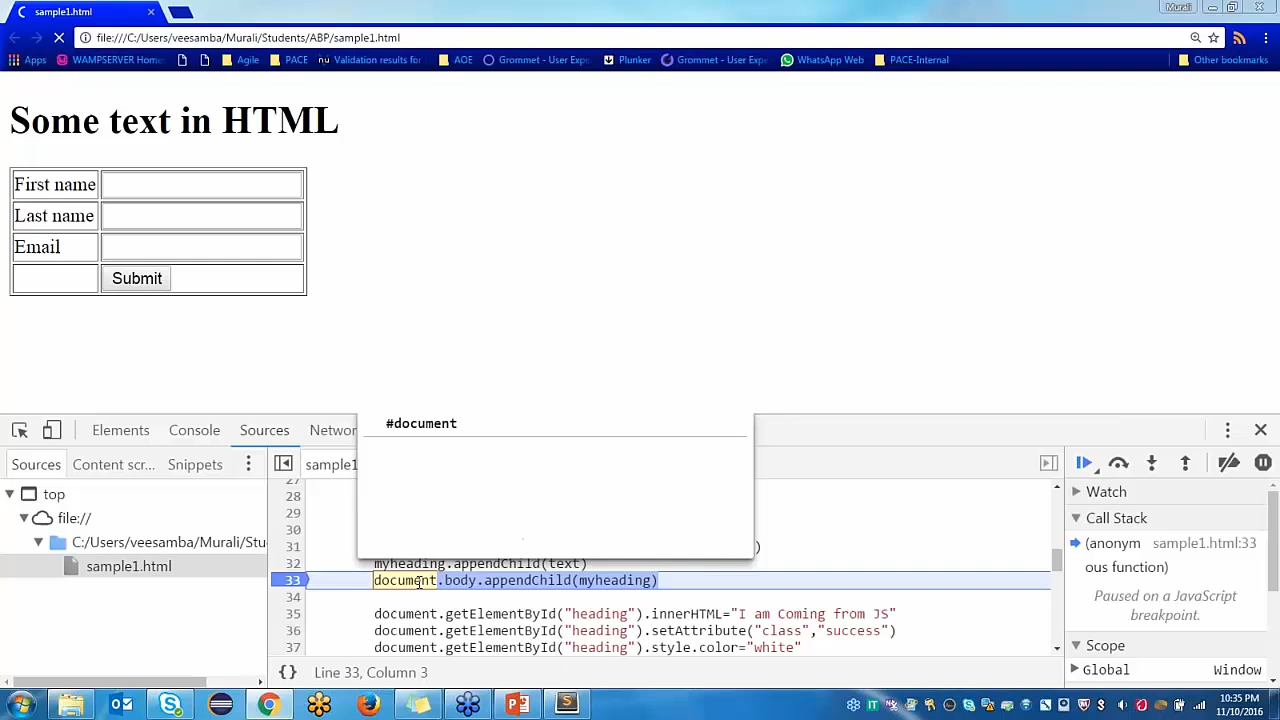 sample1.html
Murali
file:///C:/Users/veesamba/Murali/Students/ABP/sample1.html
Apps WAMPSERVER Home Agile PACE Validation results for AOE Grommet - User Expe Plunker Grommet - User Expe WhatsApp Web PACE-Internal Other bookmarks
Some text in HTML
First name
Last name
Email
Submit
#document
Elements Console Sources Networ
Sources Content scr... Snippets sample1
top
file://
C:/Users/veesamba/Murali/Stu
sample1.html
27
28
29
30
31 )
32 myheading.appendChild(text)
33 document.body.appendChild(myheading)
34
35 document.getElementById("heading").innerHTML="I am Coming from JS"
36 document.getElementById("heading").setAttribute("class","success")
37 document.getElementById("heading").style.color="white"
{} Line 33, Column 3
Watch
Call Stack
(anonym sample1.html:33
ous function)
Paused on a JavaScript
breakpoint.
Scope
Global Window
10:35 PM
11/10/2016